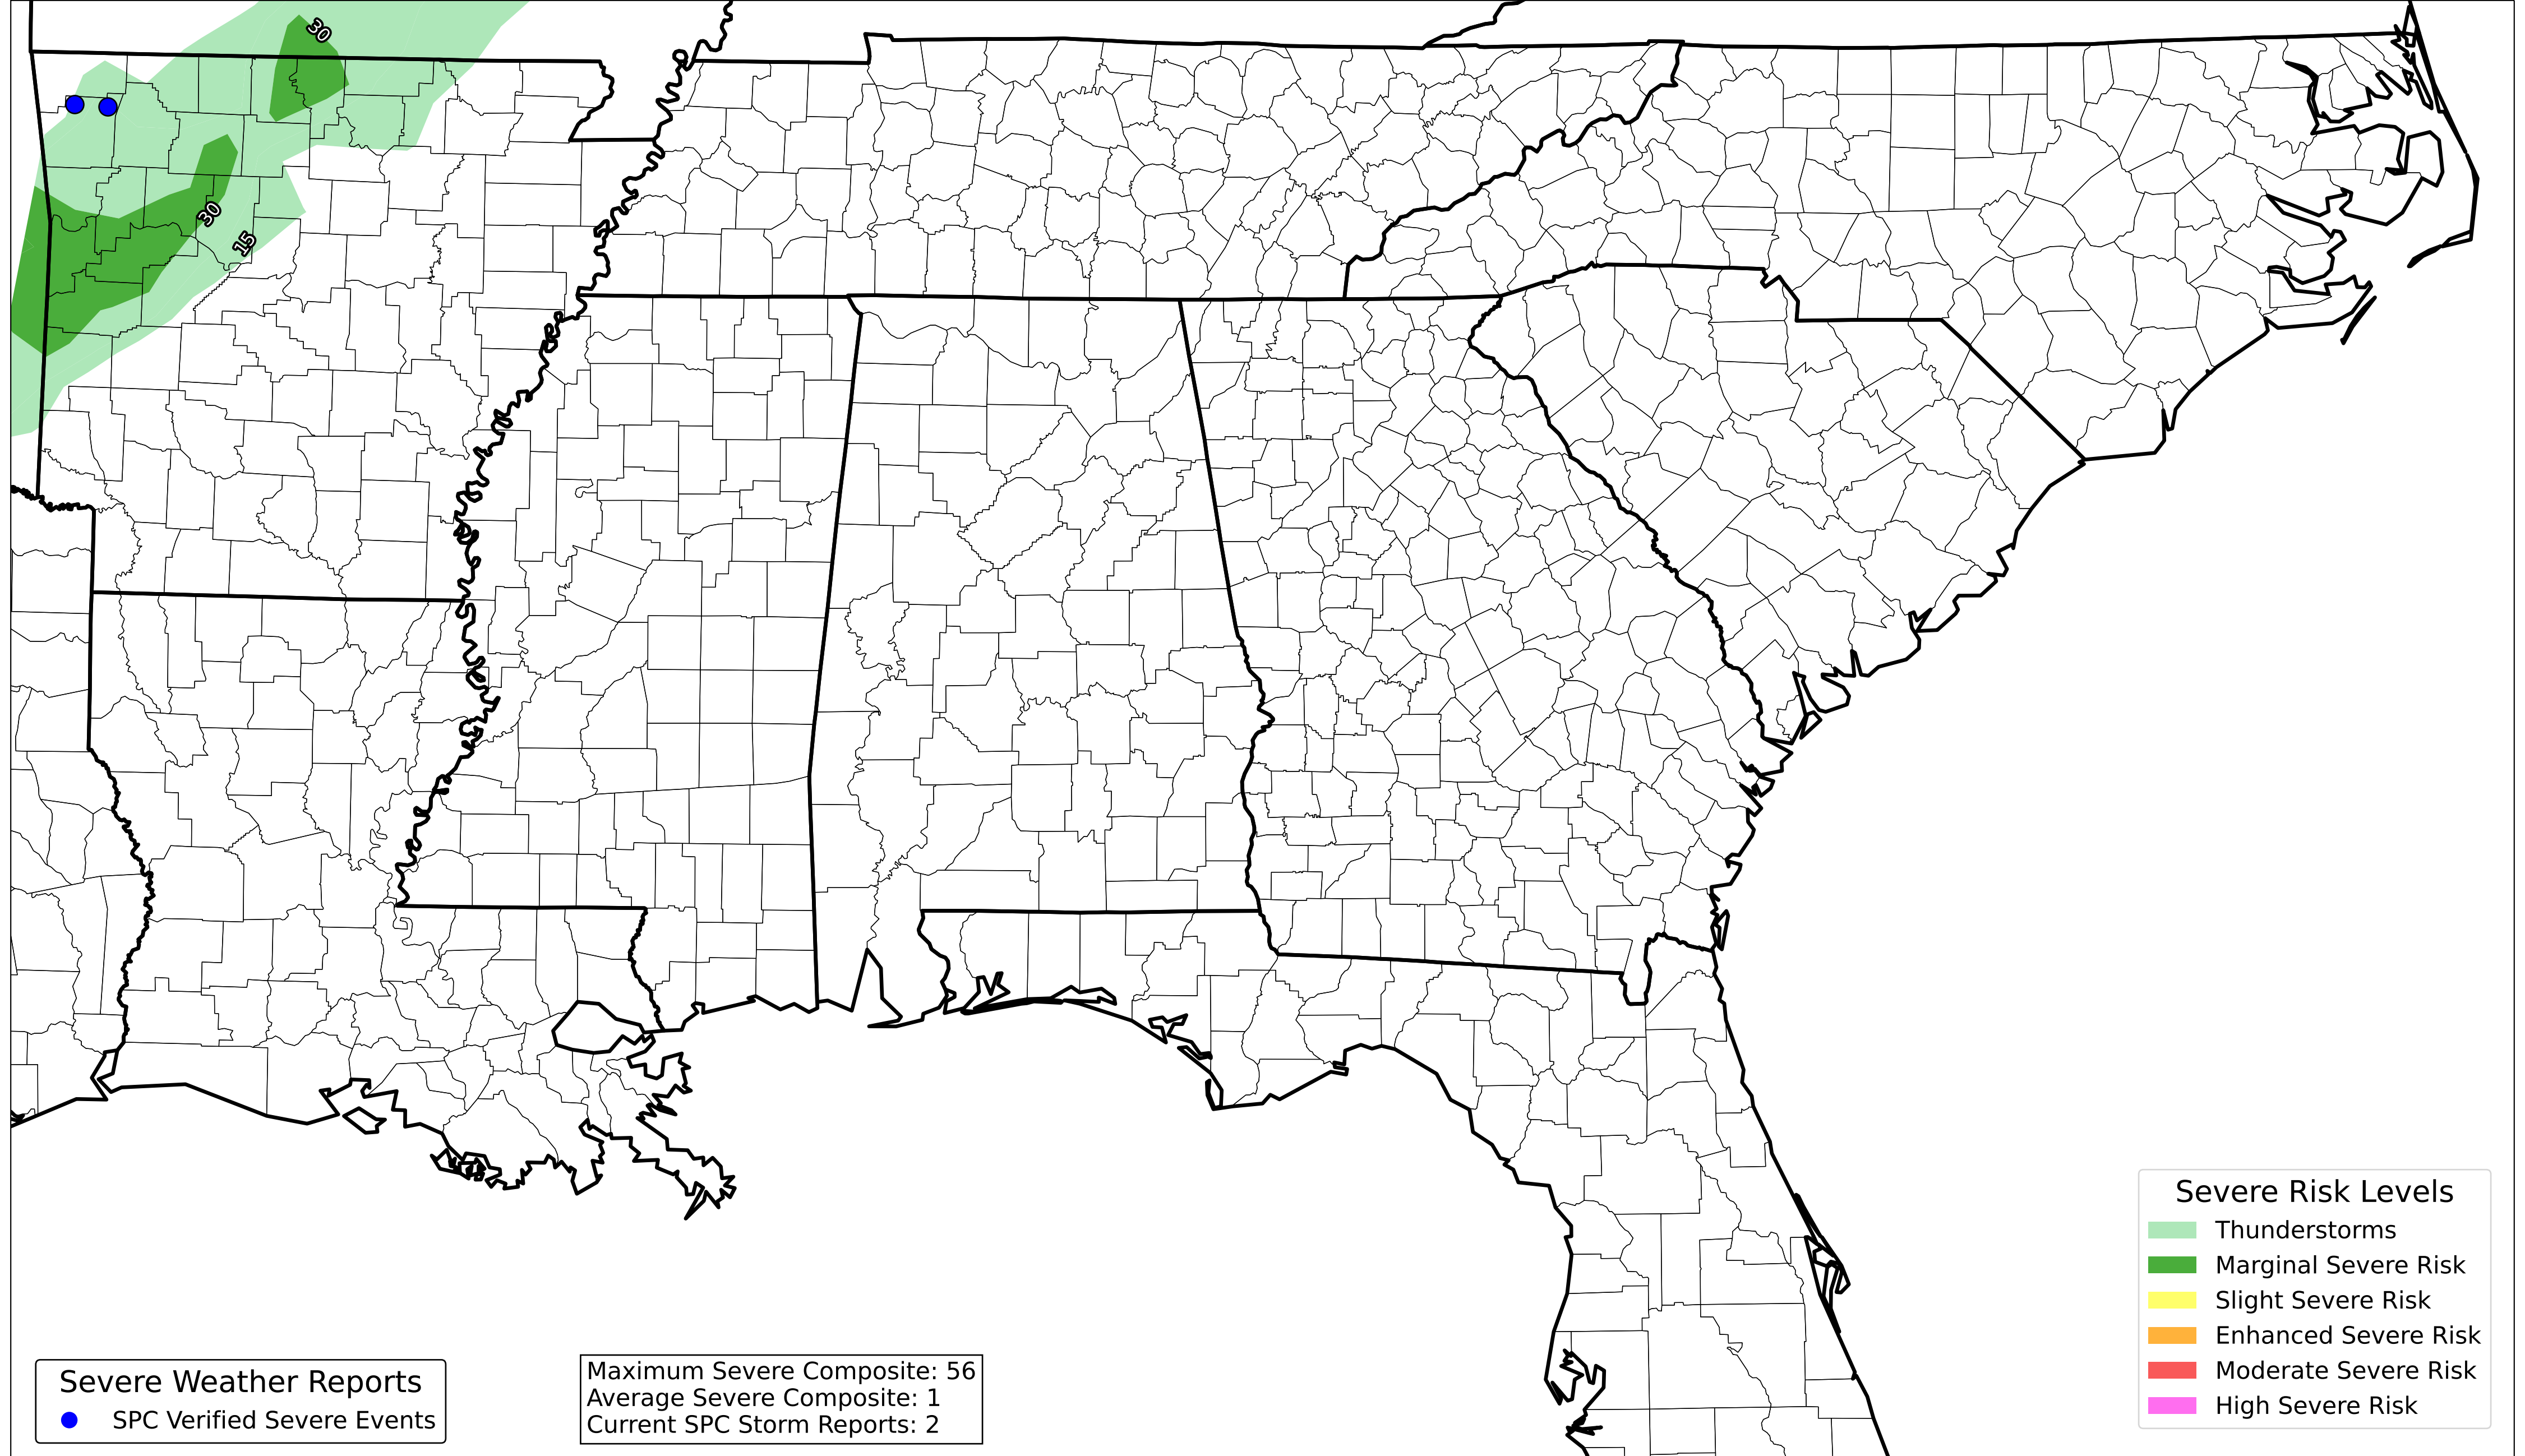 30
30
15
Severe Risk Levels
Thunderstorms
Marginal Severe Risk
Slight Severe Risk
Enhanced Severe Risk
Moderate Severe Risk
High Severe Risk
Severe Weather Reports
SPC Verified Severe Events
Maximum Severe Composite: 56
Average Severe Composite: 1
Current SPC Storm Reports: 2